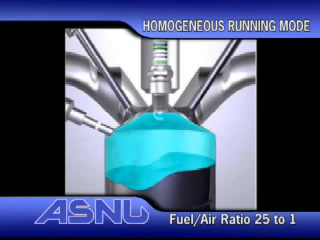 HOMOGENEOUS RUNNING MODE
ASNU
Fuel/Air Ratio 25 to 1